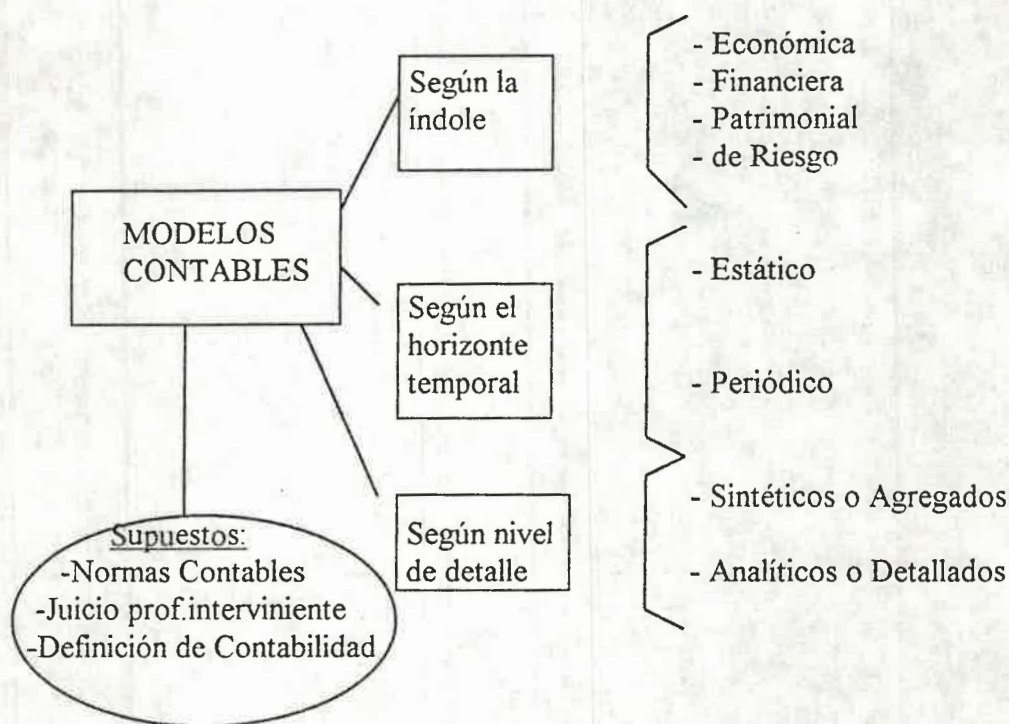 MODELOS
CONTABLES
Según la
índole
- Económica
- Financiera
- Patrimonial
- de Riesgo
Según el
horizonte
temporal
- Estático
- Periódico
Según nivel
de detalle
- Sintéticos o Agregados
- Analíticos o Detallados
Supuestos:
-Normas Contables
-Juicio prof.interviniente
-Definición de Contabilidad